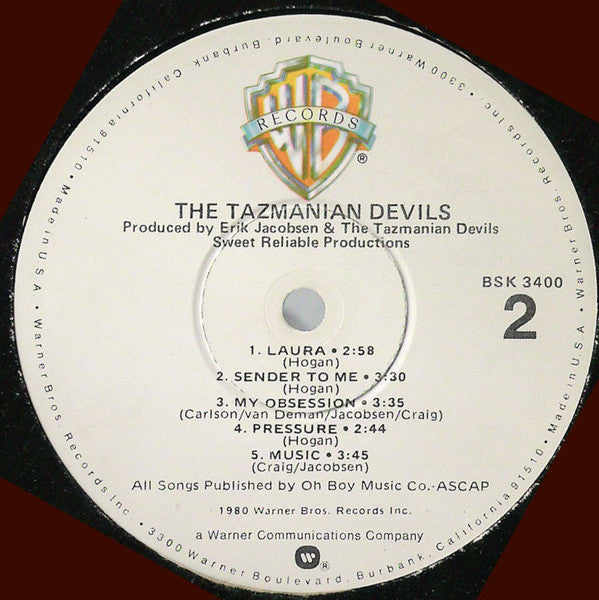 WB
RECORDS
®
THE TAZMANIAN DEVILS
Produced by Erik Jacobsen & The Tazmanian Devils
Sweet Reliable Productions
BSK 3400
2
1. LAURA • 2:58
(Hogan)
2. SENDER TO ME • 3:30
(Hogan)
3. MY OBSESSION • 3:35
(Carlson/van Deman/Jacobsen/Craig)
4. PRESSURE • 2:44
(Hogan)
5. MUSIC • 3:45
(Craig/Jacobsen)
All Songs Published by Oh Boy Music Co.-ASCAP
1980 Warner Bros. Records Inc.
a Warner Communications Company
®
Warner Bros. Records Inc. • 3300 Warner Boulevard, Burbank, California 91510 • Made in U S A • Warner Bros. Records Inc. • 3300 Warner Boulevard, Burbank, California 91510 • Made in U S A •